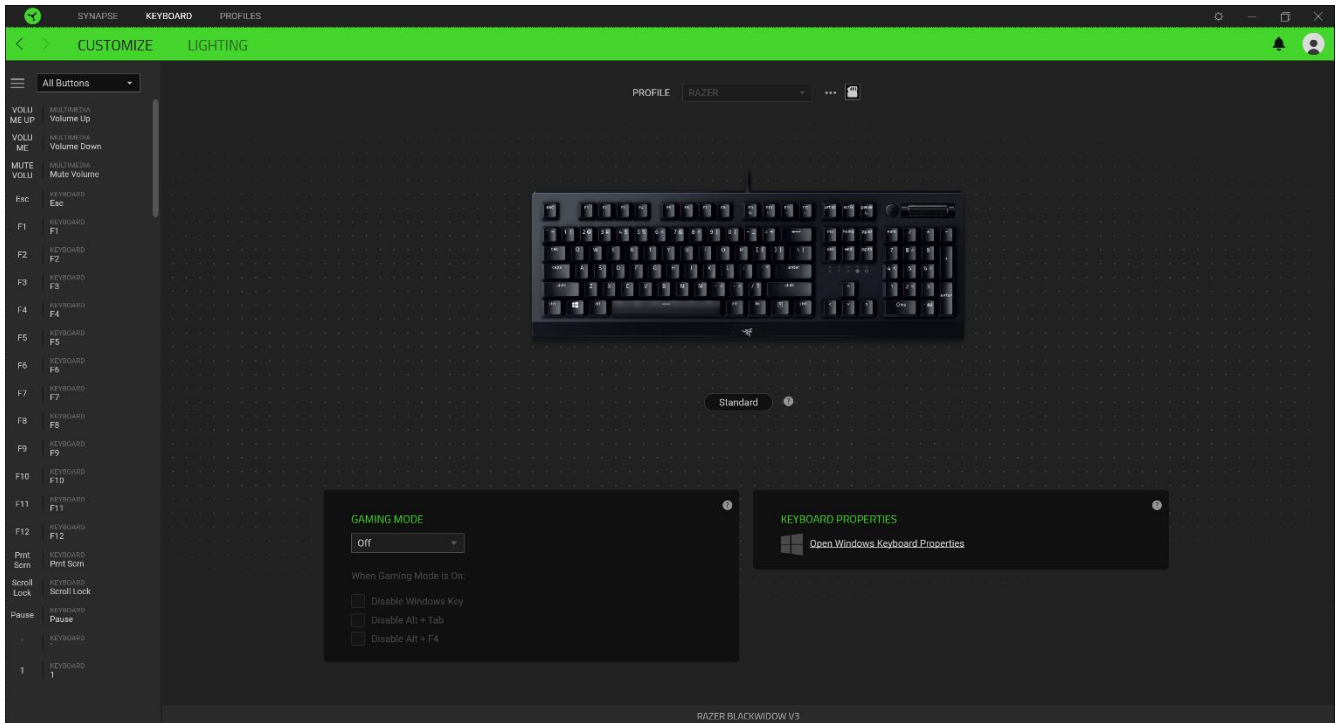 SYNAPSE KEYBOARD PROFILES
CUSTOMIZE LIGHTING
All Buttons
PROFILE RAZER
VOLU
ME UP
MULTIMEDIA
Volume Up
VOLU
ME
MULTIMEDIA
Volume Down
MUTE
VOLU
MULTIMEDIA
Mute Volume
Esc
KEYBOARD
Esc
F1
KEYBOARD
F1
F2
KEYBOARD
F2
F3
KEYBOARD
F3
F4
KEYBOARD
F4
F5
KEYBOARD
F5
F6
KEYBOARD
F6
F7
KEYBOARD
F7
F8
KEYBOARD
F8
F9
KEYBOARD
F9
F10
KEYBOARD
F10
F11
KEYBOARD
F11
F12
KEYBOARD
F12
Prnt
Scrn
KEYBOARD
Prnt Scrn
Scroll
Lock
KEYBOARD
Scroll Lock
Pause
KEYBOARD
Pause
`
KEYBOARD
`
1
KEYBOARD
1
Standard
GAMING MODE
Off
When Gaming Mode is On:
Disable Windows Key
Disable Alt + Tab
Disable Alt + F4
KEYBOARD PROPERTIES
Open Windows Keyboard Properties
RAZER BLACKWIDOW V3